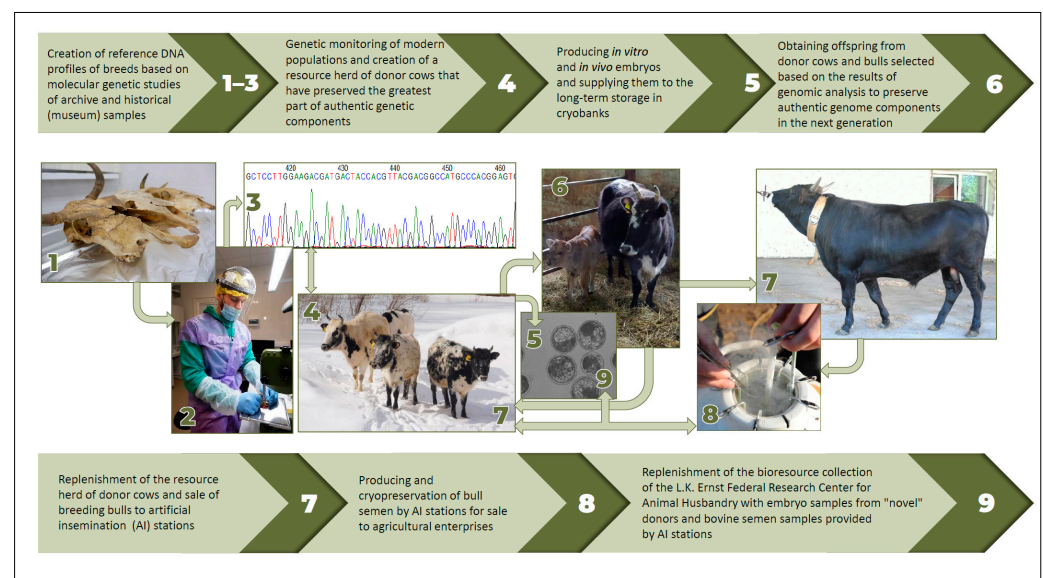 Creation of reference DNA
profiles of breeds based on
molecular genetic studies
of archive and historical
(museum) samples
1–3
Genetic monitoring of modern
populations and creation of a
resource herd of donor cows that
have preserved the greatest
part of authentic genetic
components
4
Producing in vitro
and in vivo embryos
and supplying them to the
long-term storage in
cryobanks
5
Obtaining offspring from
donor cows and bulls selected
based on the results of
genomic analysis to preserve
authentic genome components
in the next generation
6
1
420 430 440 450 460
GCTCCTTGGAAGACGATGACTACCACGTTACGACGGCCATGCCCACGGAGTC
3
2
4
7
5
9
6
7
8
Replenishment of the resource
herd of donor cows and sale of
breeding bulls to artificial
insemination (AI) stations
7
Producing and
cryopreservation of bull
semen by AI stations for sale
to agricultural enterprises
8
Replenishment of the bioresource collection
of the L.K. Ernst Federal Research Center for
Animal Husbandry with embryo samples from "novel"
donors and bovine semen samples provided
by AI stations
9